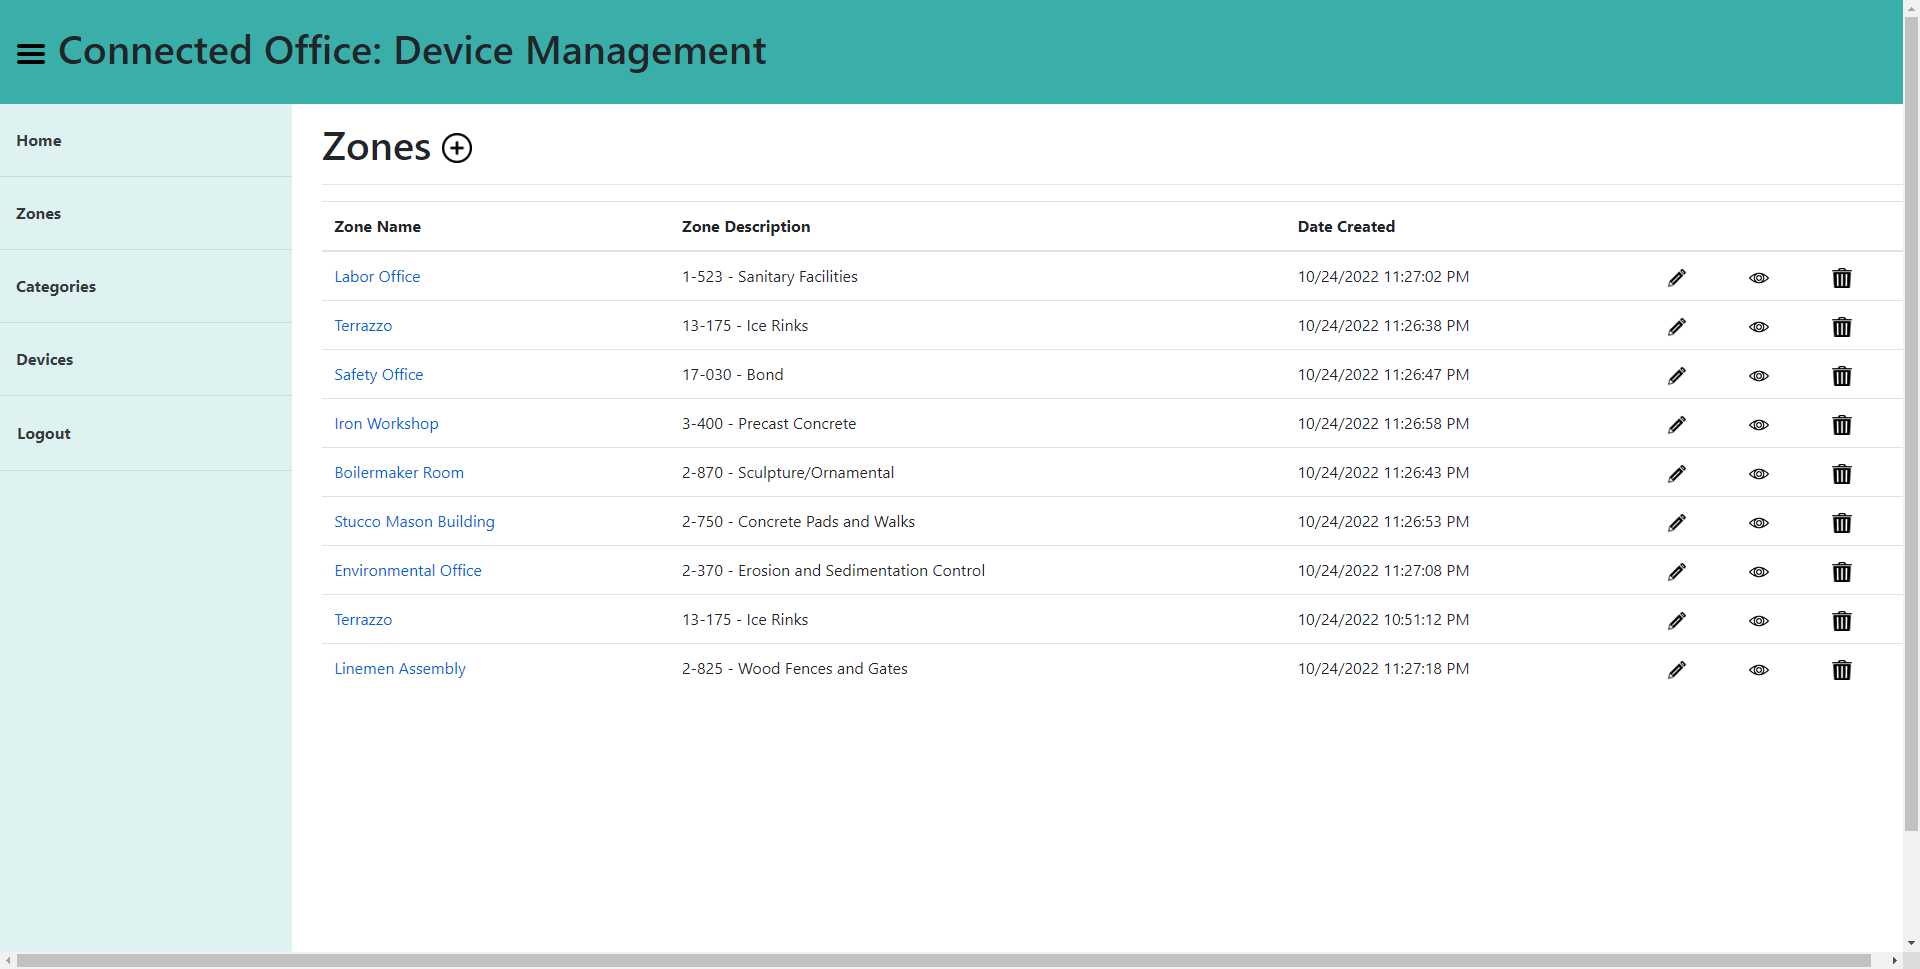 Connected Office: Device Management
Home
Zones
Categories
Devices
Logout
Zones
Zone Name Zone Description Date Created
Labor Office 1-523 - Sanitary Facilities 10/24/2022 11:27:02 PM
Terrazzo 13-175 - Ice Rinks 10/24/2022 11:26:38 PM
Safety Office 17-030 - Bond 10/24/2022 11:26:47 PM
Iron Workshop 3-400 - Precast Concrete 10/24/2022 11:26:58 PM
Boilermaker Room 2-870 - Sculpture/Ornamental 10/24/2022 11:26:43 PM
Stucco Mason Building 2-750 - Concrete Pads and Walks 10/24/2022 11:26:53 PM
Environmental Office 2-370 - Erosion and Sedimentation Control 10/24/2022 11:27:08 PM
Terrazzo 13-175 - Ice Rinks 10/24/2022 10:51:12 PM
Linemen Assembly 2-825 - Wood Fences and Gates 10/24/2022 11:27:18 PM